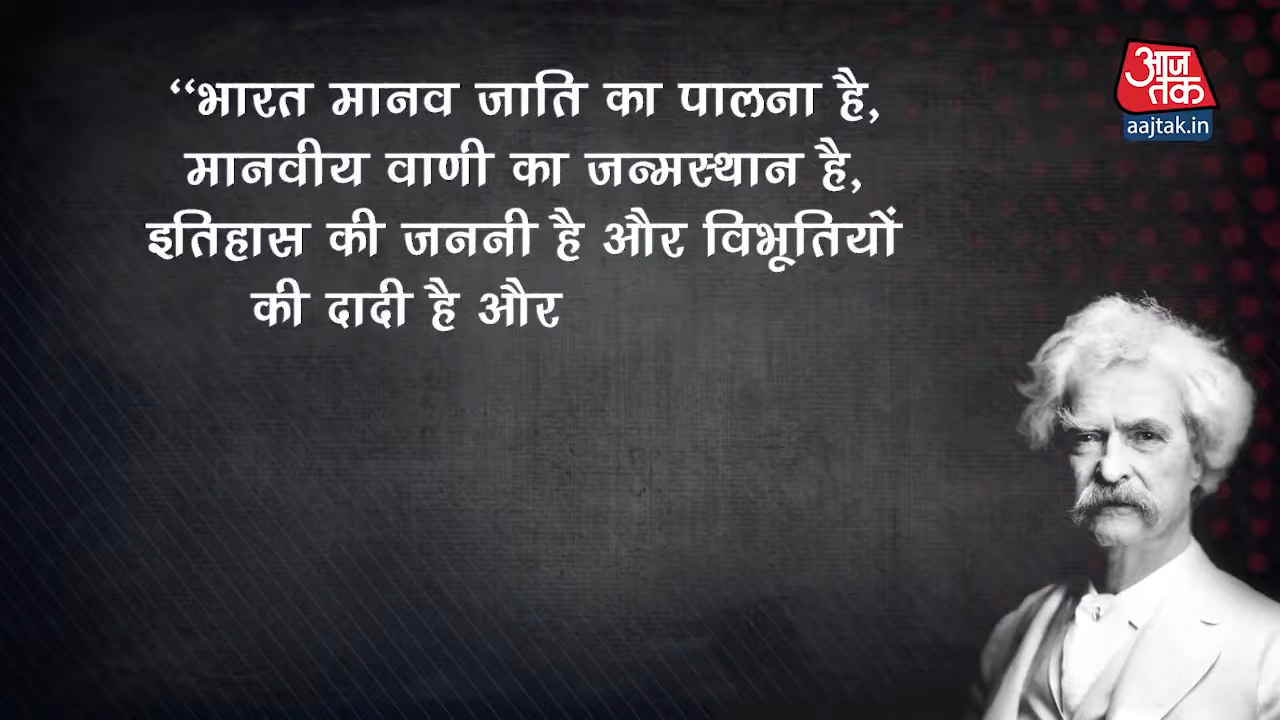 “भारत मानव जाति का पालना है,
मानवीय वाणी का जन्मस्थान है,
इतिहास की जननी है और विभूतियों
की दादी है और
आज
तक
aajtak.in